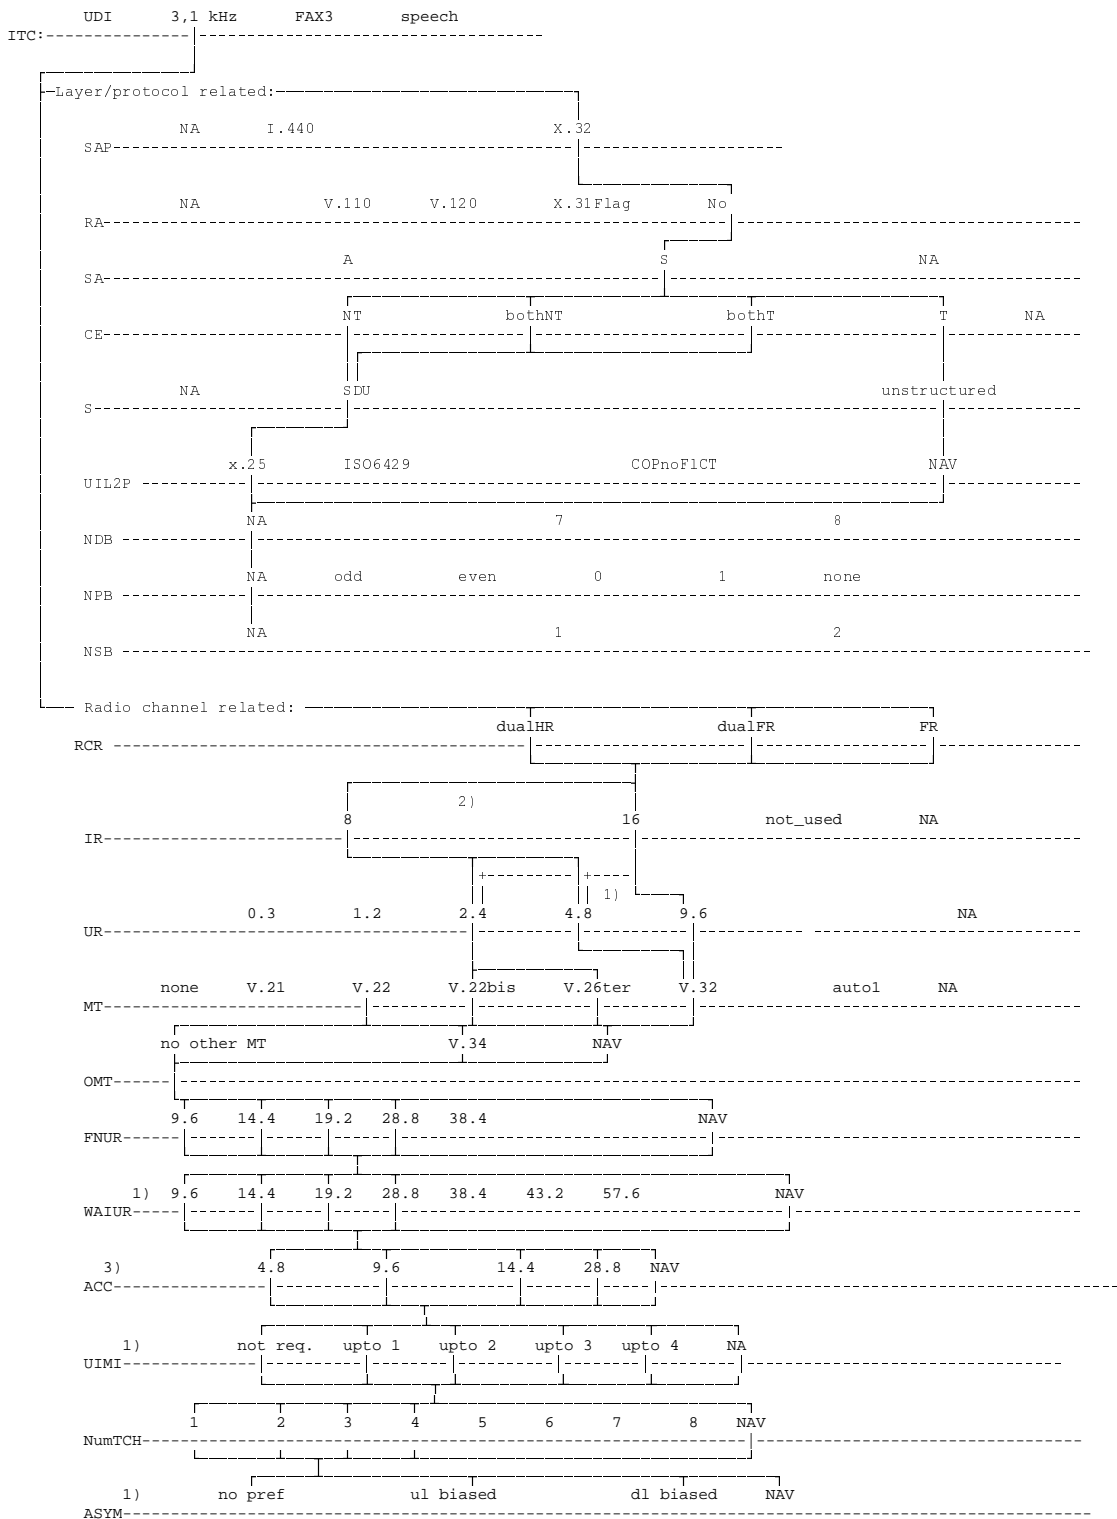 UDI 3,1 kHz FAX3 speech
ITC:
Layer/protocol related:
NA I.440 X.32
SAP
NA V.110 V.120 X.31Flag No
RA
A S NA
SA
NT bothNT bothT T NA
CE
NA SDU unstructured
S
x.25 ISO6429 COPnoFlCT NAV
UIL2P
NA 7 8
NDB
NA odd even 0 1 none
NPB
NA 1 2
NSB
Radio channel related:
dualHR dualFR FR
RCR
2)
8 16 not_used NA
IR
1)
0.3 1.2 2.4 4.8 9.6 NA
UR
none V.21 V.22 V.22bis V.26ter V.32 auto1 NA
MT
no other MT V.34 NAV
OMT
9.6 14.4 19.2 28.8 38.4 NAV
FNUR
1) 9.6 14.4 19.2 28.8 38.4 43.2 57.6 NAV
WAIUR
3) 4.8 9.6 14.4 28.8 NAV
ACC
1) not req. upto 1 upto 2 upto 3 upto 4 NA
UIMI
1 2 3 4 5 6 7 8 NAV
NumTCH
1) no pref ul biased dl biased NAV
ASYM